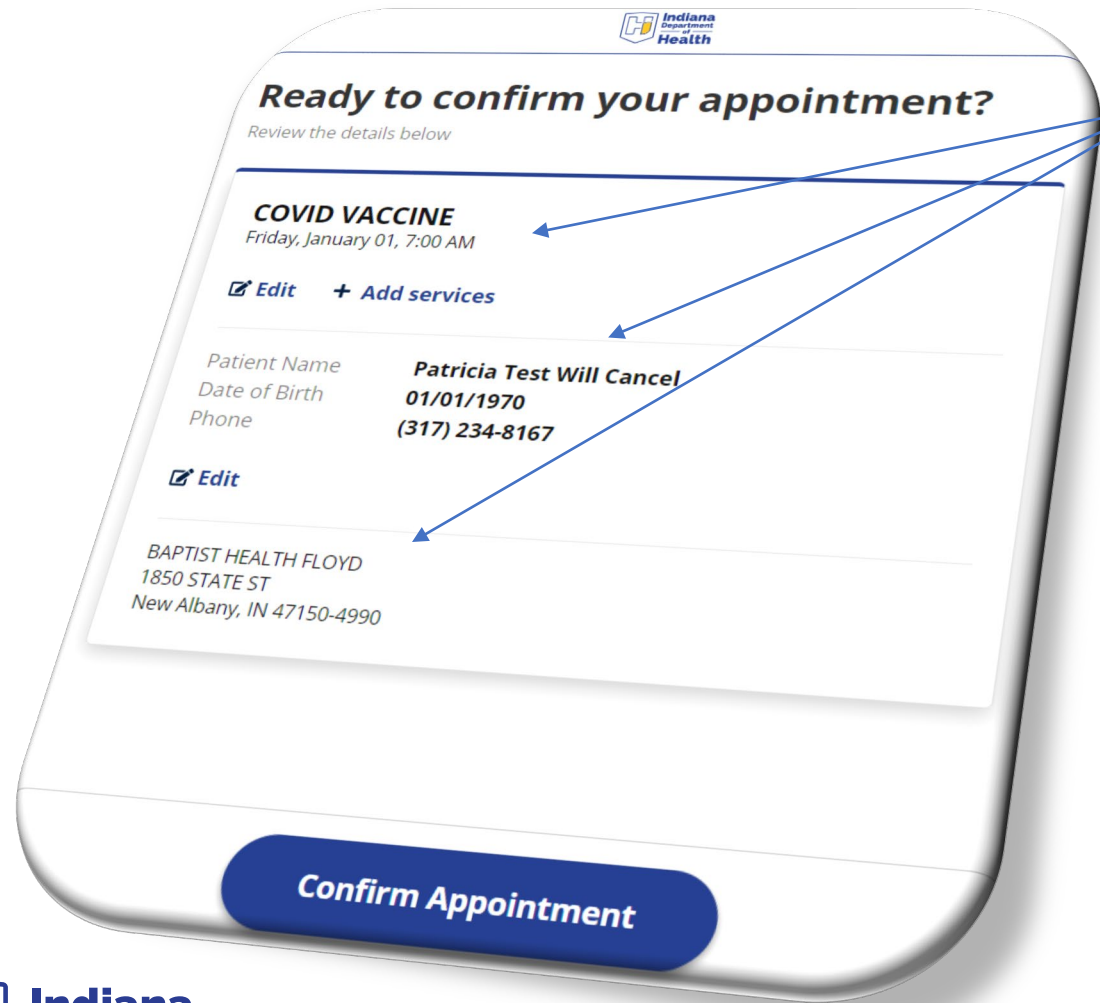 Indiana
Department
of
Health
Ready to confirm your appointment?
Review the details below
COVID VACCINE
Friday, January 01, 7:00 AM
Edit + Add services
Patient Name Patricia Test Will Cancel
Date of Birth 01/01/1970
Phone (317) 234-8167
Edit
BAPTIST HEALTH FLOYD
1850 STATE ST
New Albany, IN 47150-4990
Confirm Appointment
Indiana